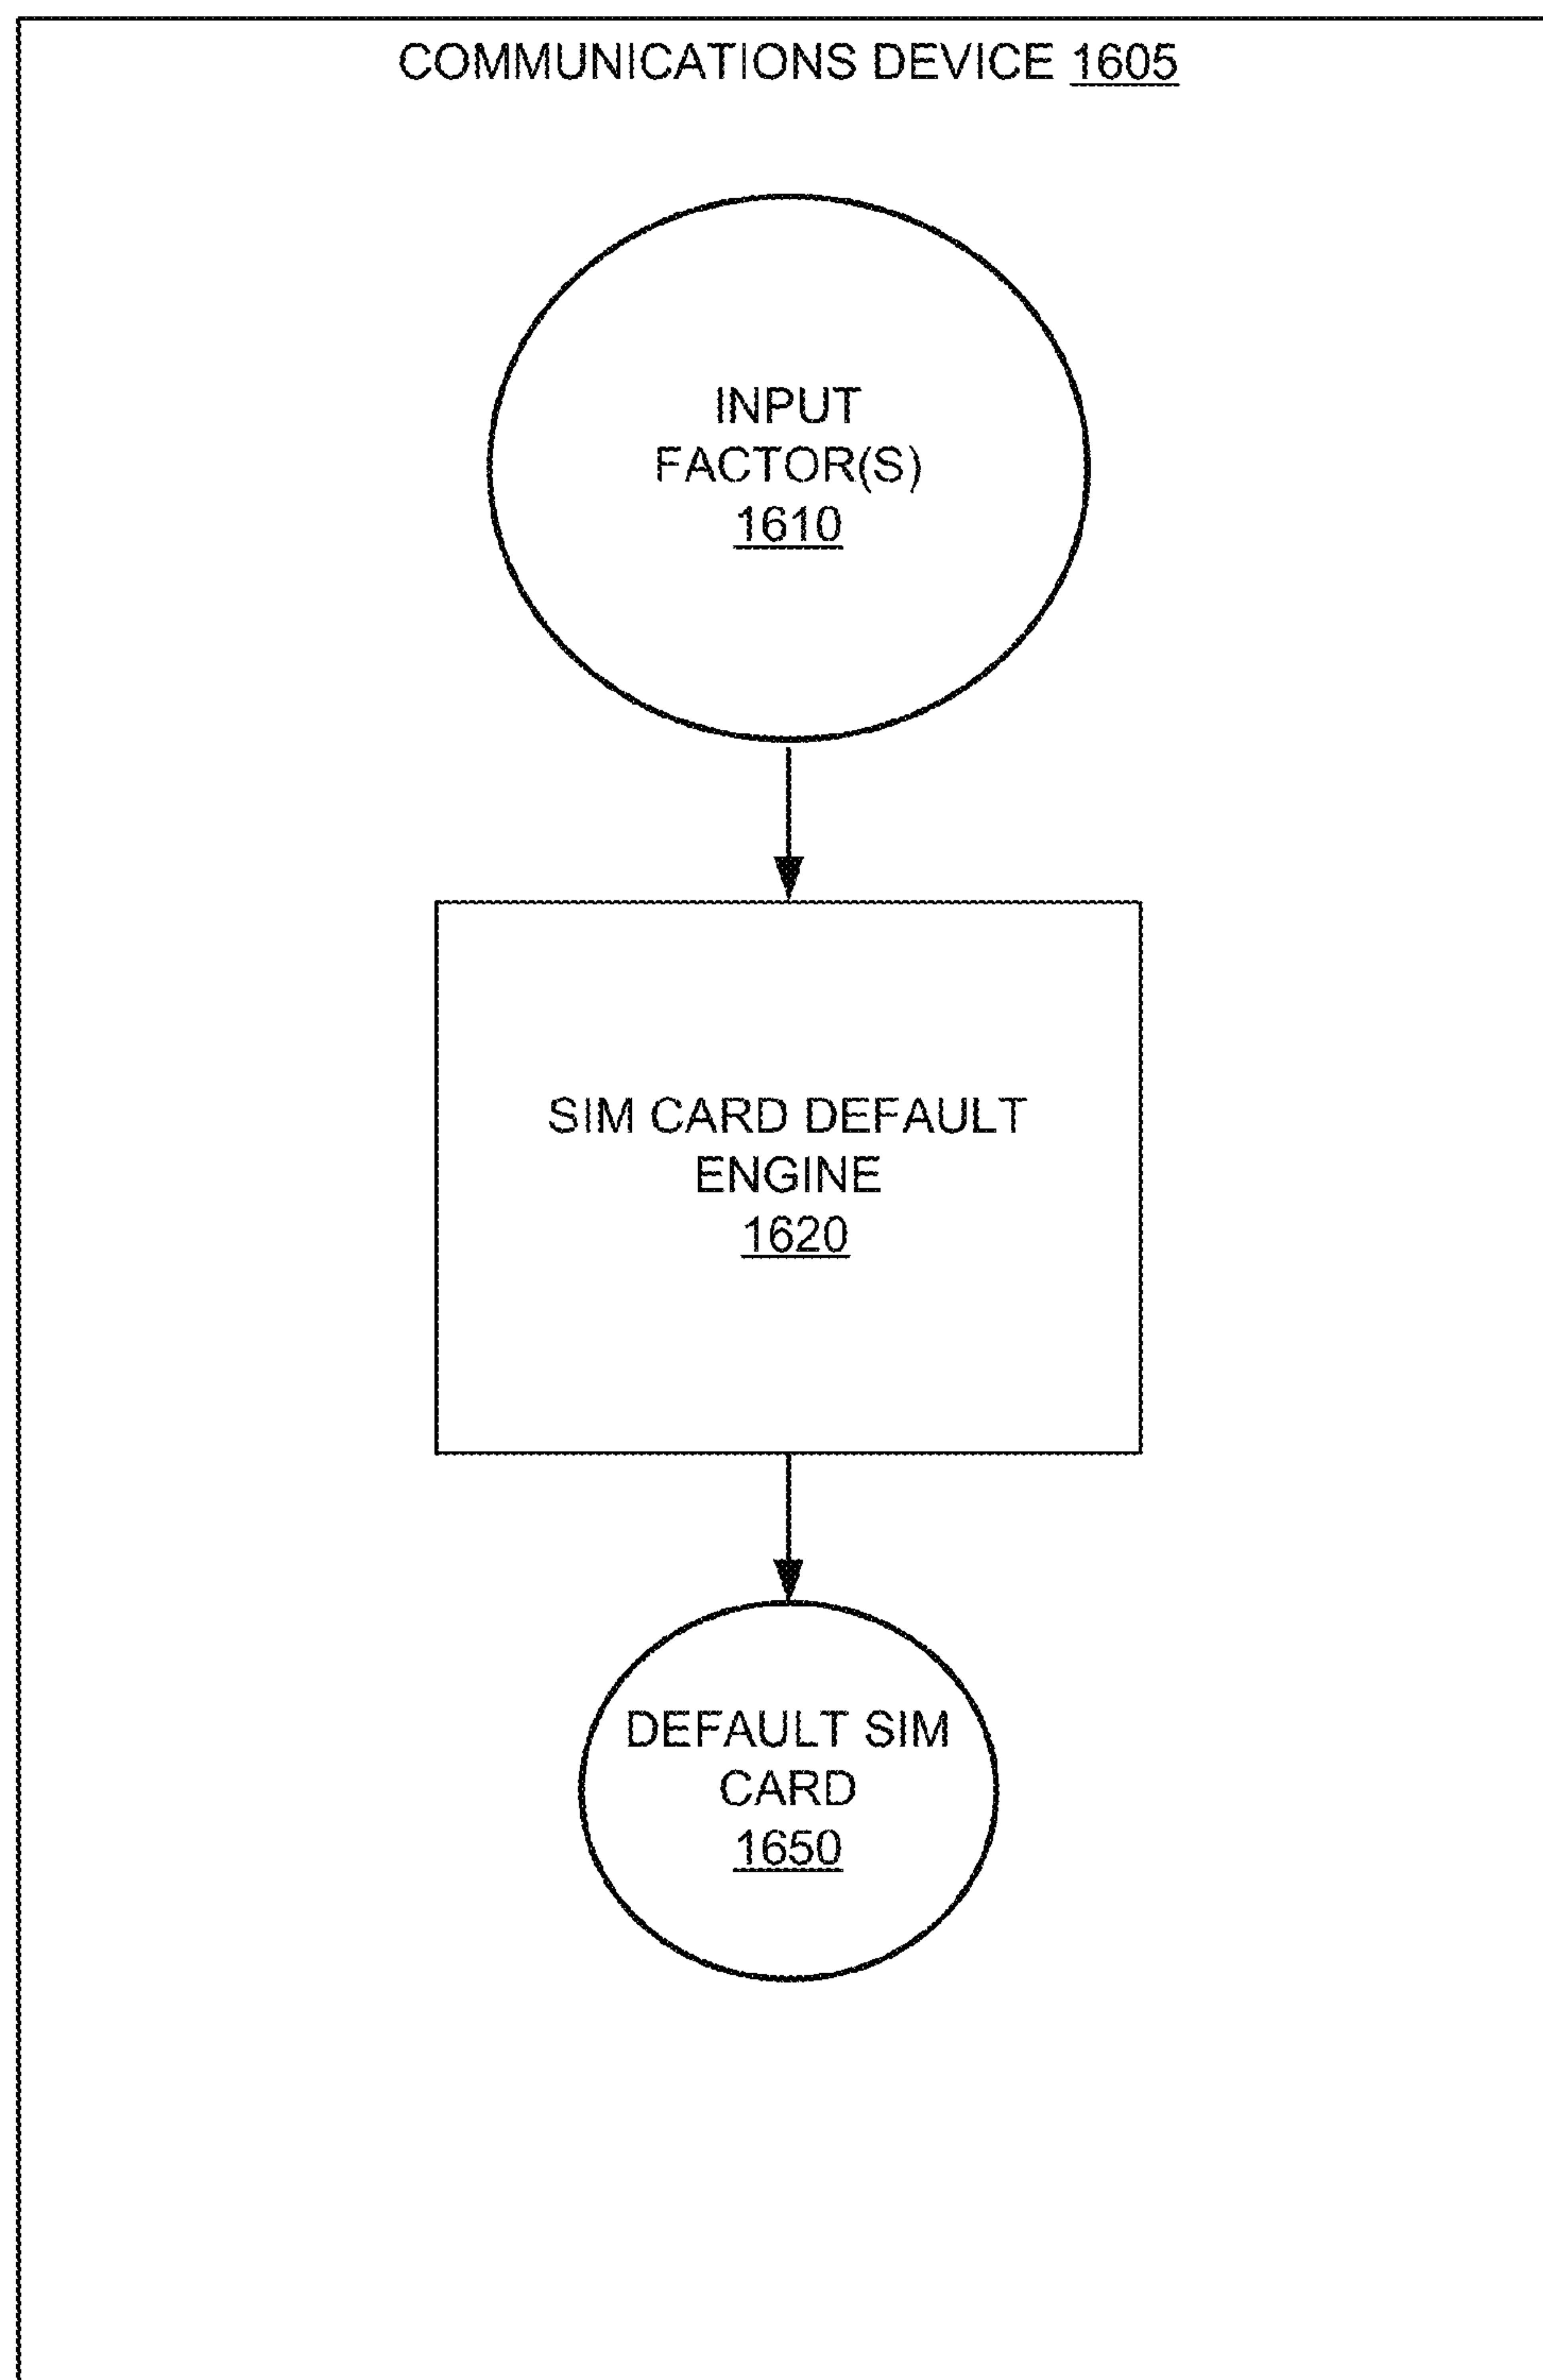 COMMUNICATIONS DEVICE 1605
INPUT
FACTOR(S)
1610
SIM CARD DEFAULT
ENGINE
1620
DEFAULT SIM
CARD
1650